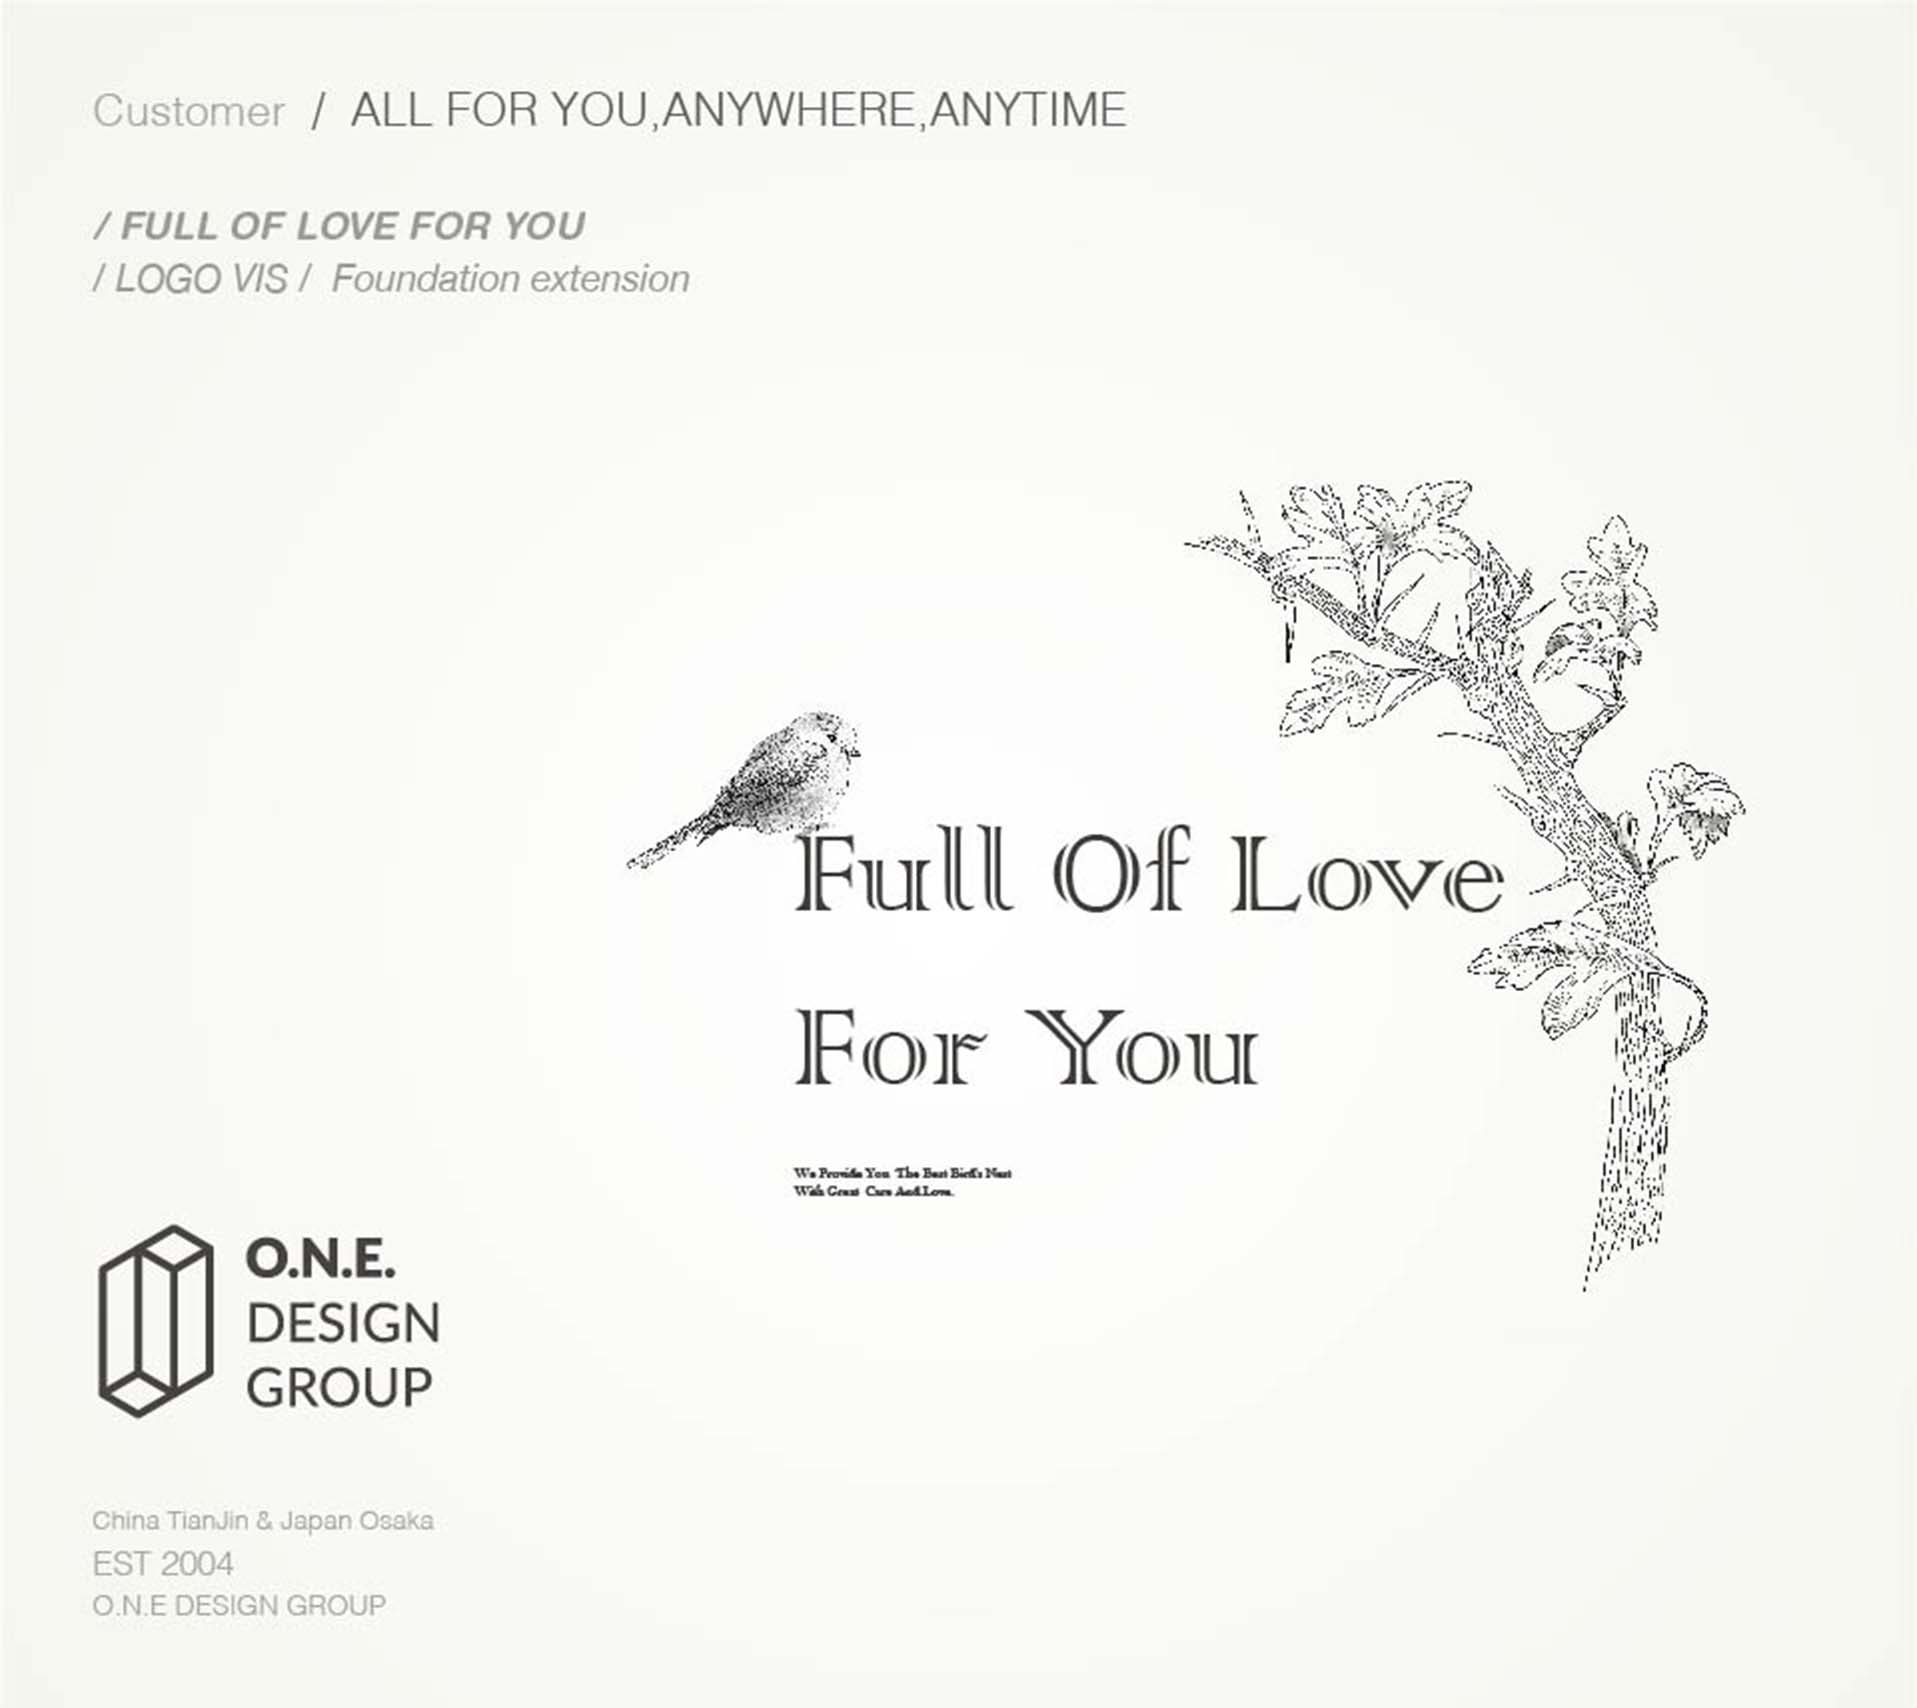 Customer / ALL FOR YOU,ANYWHERE,ANYTIME
/ FULL OF LOVE FOR YOU
/ LOGO VIS / Foundation extension
Full Of Love
For You
We Provide You The Best Bird's Nest
With Great Care And Love.
O.N.E.
DESIGN
GROUP
China TianJin & Japan Osaka
EST 2004
O.N.E DESIGN GROUP